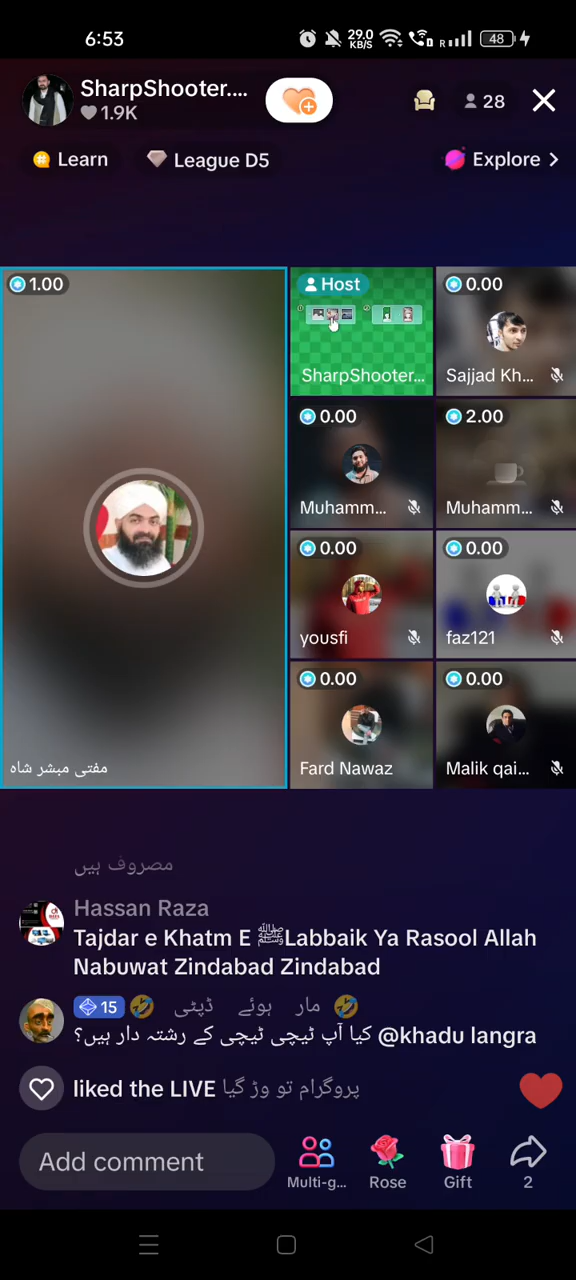 6:53
29.0
KB/S
R
48
SharpShooter....
1.9K
28
Learn
League D5
Explore
1.00
Host
SharpShooter...
0.00
Sajjad Kh...
0.00
Muhamm...
2.00
Muhamm...
0.00
yousfi
0.00
faz121
0.00
Fard Nawaz
0.00
Malik qai...
مفتی مبشر شاہ
مصروف ہیں
Hassan Raza
Tajdar e Khatm E ﷺLabbaik Ya Rasool Allah
Nabuwat Zindabad Zindabad
15 🤣 مار ہوئے ڈپٹی 🤣
@khadu langra کیا آپ ٹیچی ٹیچی کے رشتہ دار ہیں؟
liked the LIVE پروگرام تو وڑ گیا
Add comment
Multi-g...
Rose
Gift
2